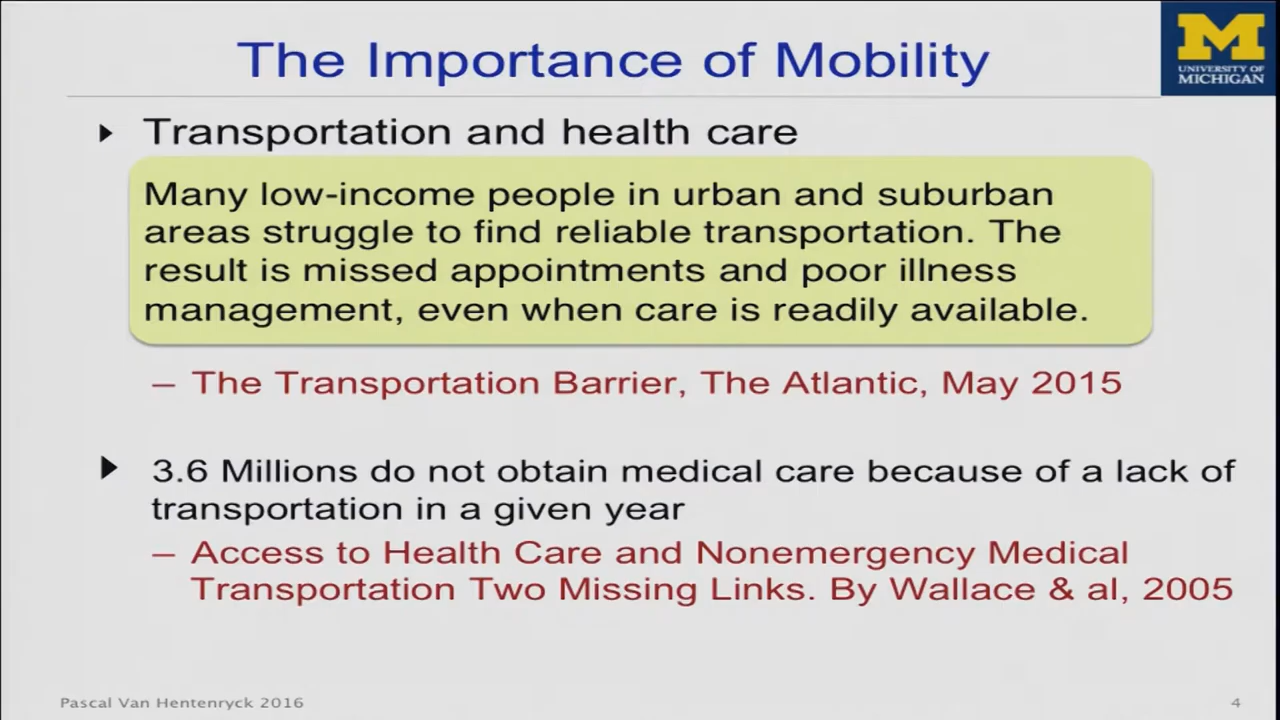 The Importance of Mobility
M
UNIVERSITY OF
MICHIGAN
Transportation and health care
Many low-income people in urban and suburban
areas struggle to find reliable transportation. The
result is missed appointments and poor illness
management, even when care is readily available.
– The Transportation Barrier, The Atlantic, May 2015
3.6 Millions do not obtain medical care because of a lack of
transportation in a given year
– Access to Health Care and Nonemergency Medical
Transportation Two Missing Links. By Wallace & al, 2005
Pascal Van Hentenryck 2016
4